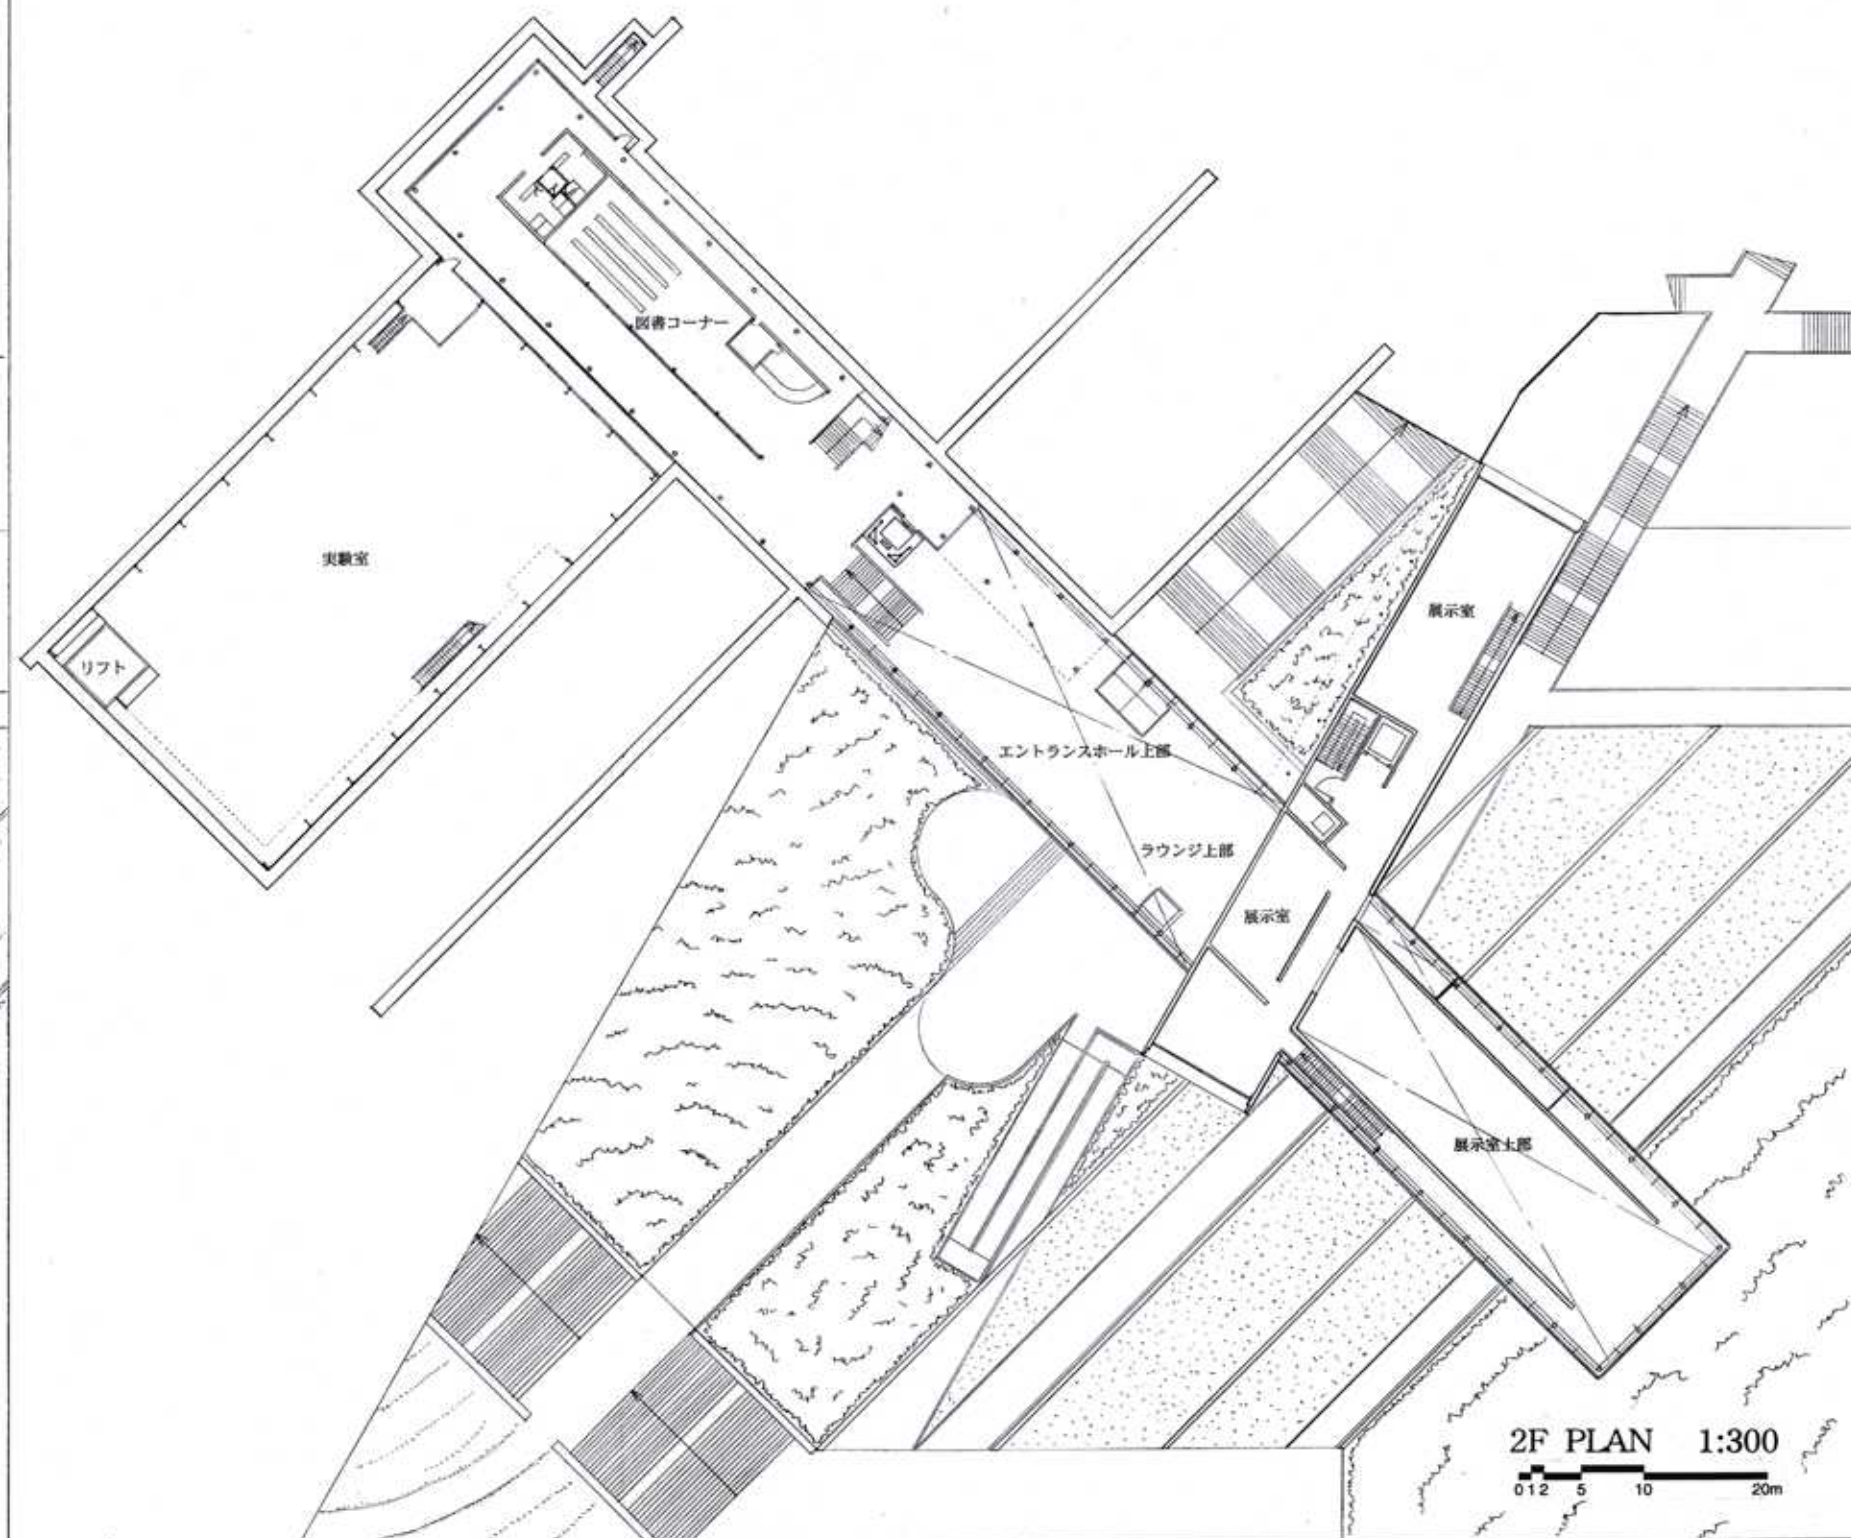 図書コーナー
実験室
展示室
リフト
エントランスホール上部
ラウンジ上部
展示室
展示室上部
2F PLAN 1:300
0 1 2 5 10 20m